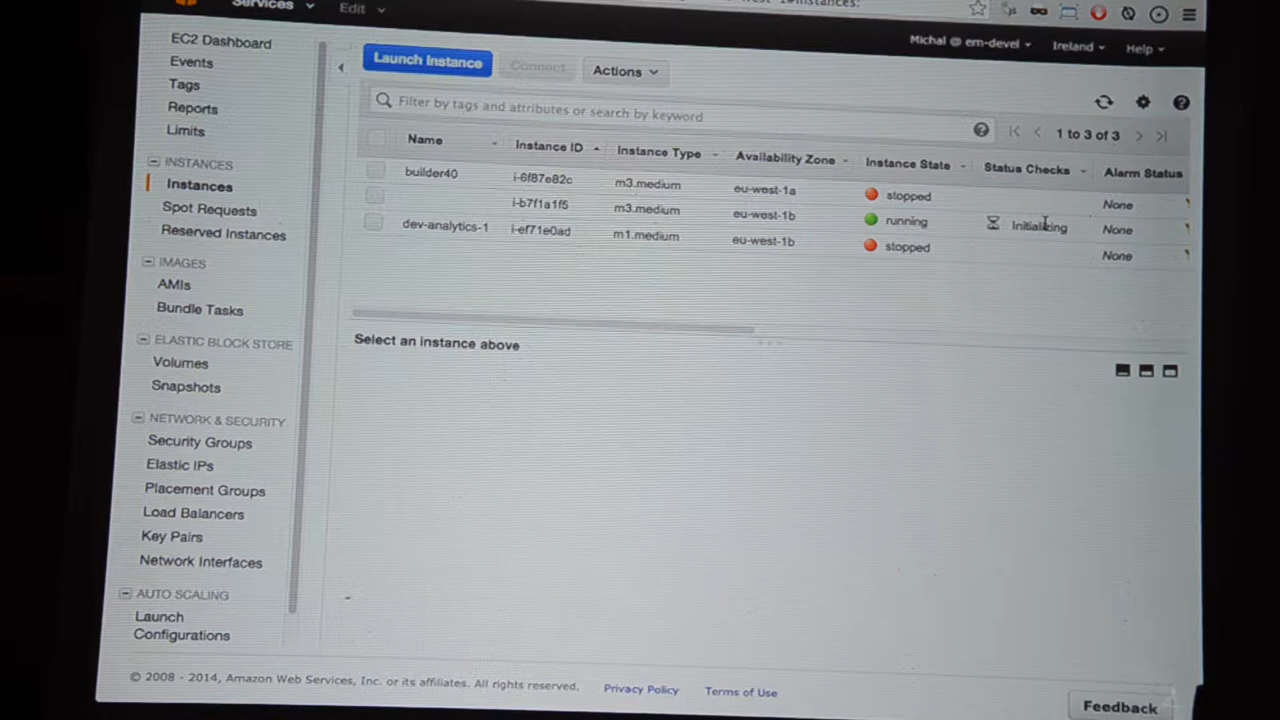 Services
Edit
Michal @ em-devel
Ireland
Help
EC2 Dashboard
Events
Tags
Reports
Limits
INSTANCES
Instances
Spot Requests
Reserved Instances
IMAGES
AMIs
Bundle Tasks
ELASTIC BLOCK STORE
Volumes
Snapshots
NETWORK & SECURITY
Security Groups
Elastic IPs
Placement Groups
Load Balancers
Key Pairs
Network Interfaces
AUTO SCALING
Launch
Configurations
Launch Instance Connect Actions
Filter by tags and attributes or search by keyword
1 to 3 of 3
Name Instance ID Instance Type Availability Zone Instance State Status Checks Alarm Status
builder40 i-6f87e82c m3.medium eu-west-1a stopped None
i-b7f1a1f5 m3.medium eu-west-1b running Initializing None
dev-analytics-1 i-ef71e0ad m1.medium eu-west-1b stopped None
Select an instance above
© 2008 - 2014, Amazon Web Services, Inc. or its affiliates. All rights reserved. Privacy Policy Terms of Use
Feedback